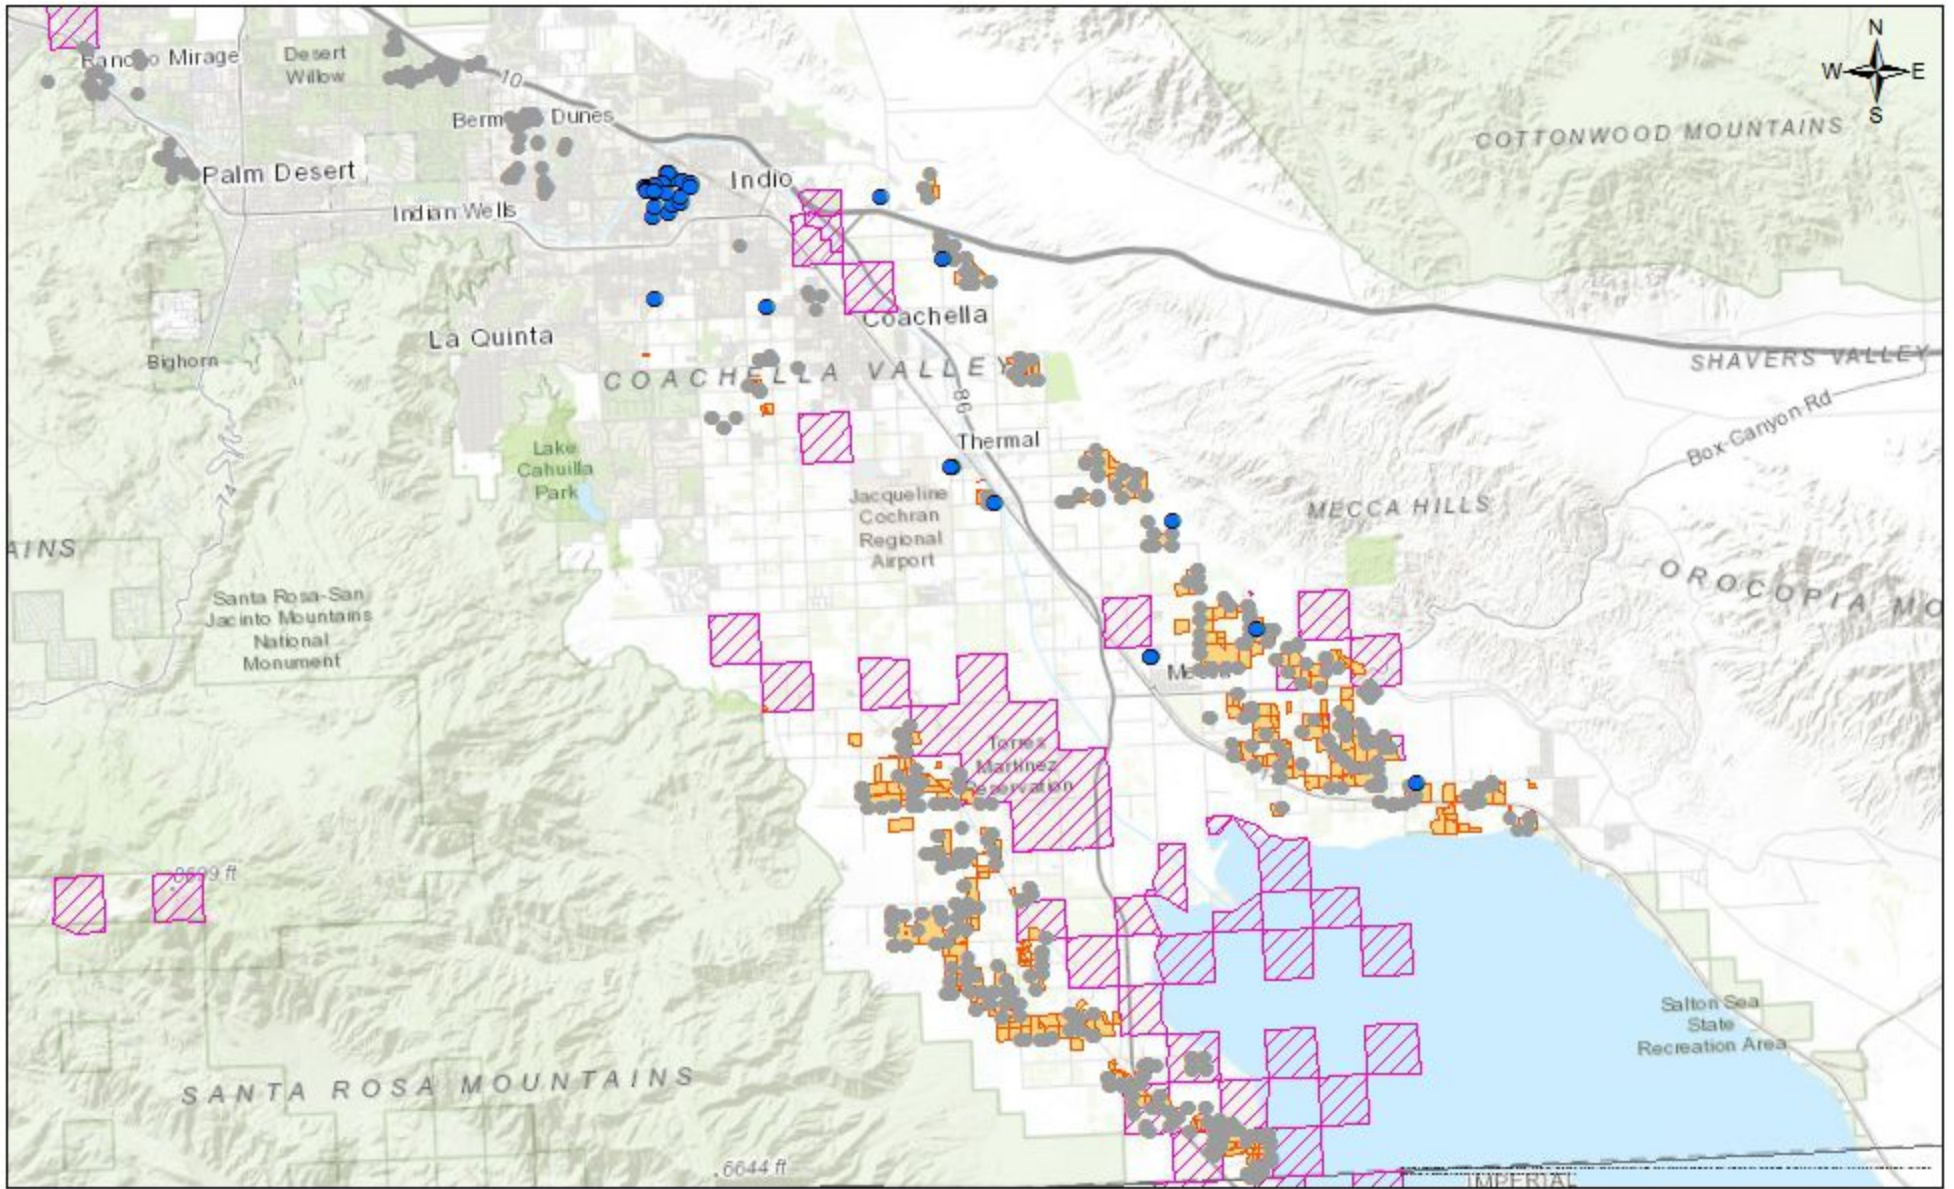 N
W
E
S
Rancho Mirage
Desert
Willow
10
COTTONWOOD MOUNTAINS
Dunes
Palm Desert
Indio
Indian Wells
Coachella
La Quinta
Bighorn
COACHELLA VALLEY
SHAVERS VALLEY
86
Box-Canyon-Rd
Thermal
Lake
Cahuilla
Park
74
Jacqueline
Cochran
Regional
Airport
MECCA HILLS
AINS
OROCOPIA MO
Santa Rosa-San
Jacinto Mountains
National
Monument
Torres
Martinez
Reservation
Salton Sea
State
Recreation Area
SANTA ROSA MOUNTAINS
6644 ft
IMPERIAL